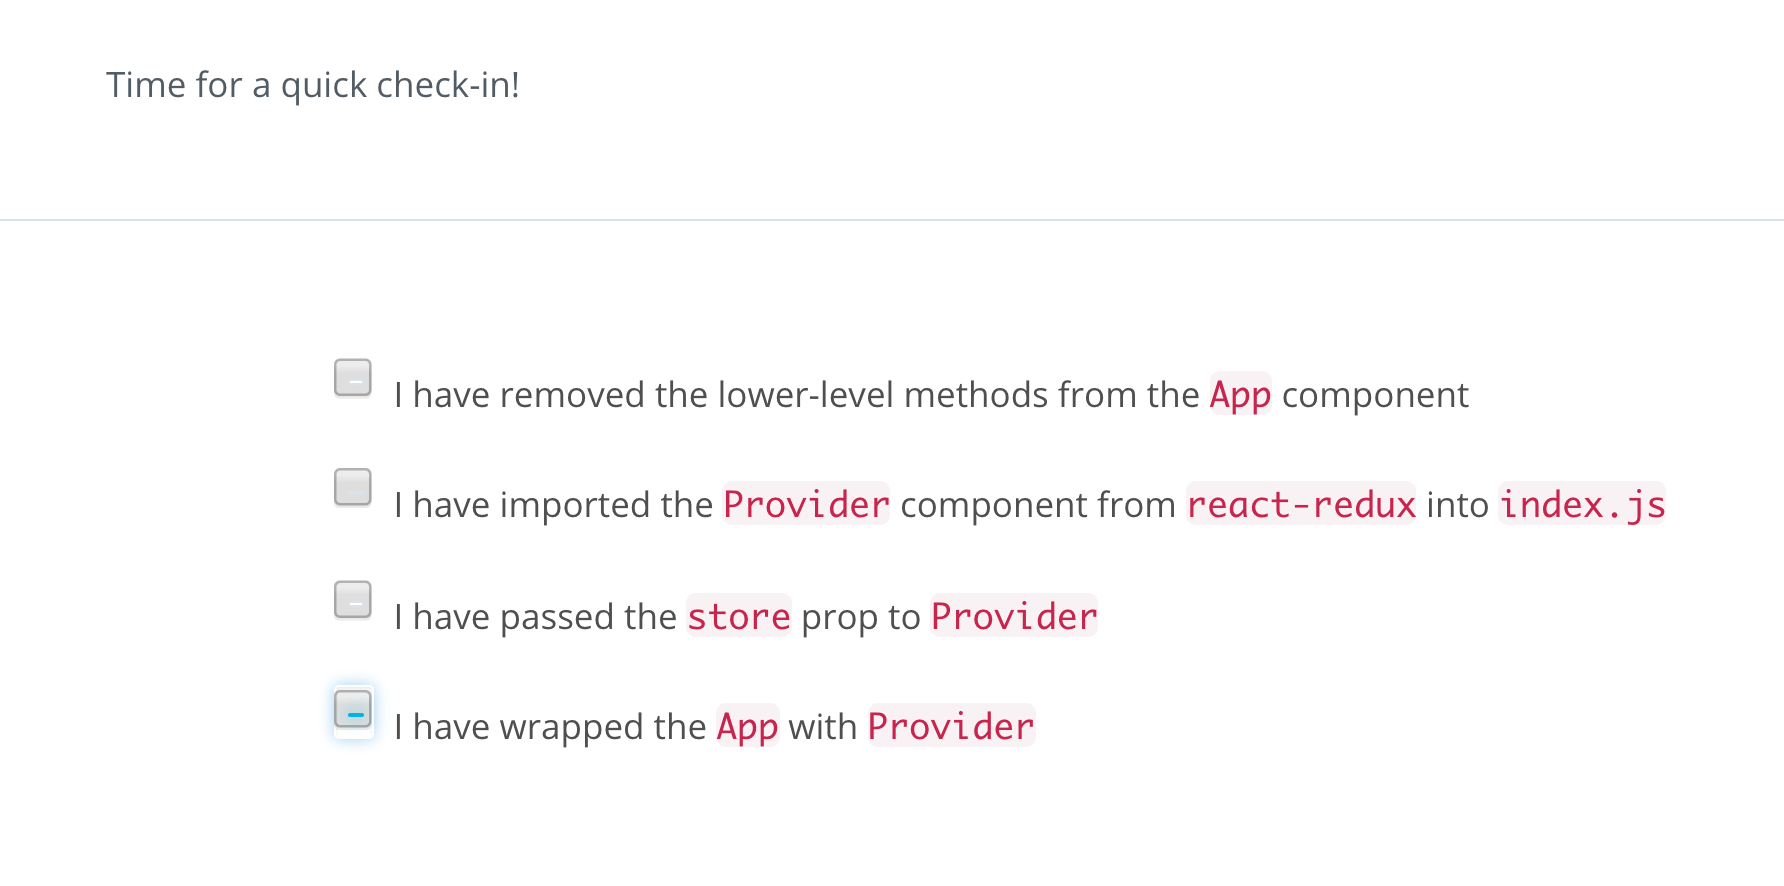 Time for a quick check-in!
I have removed the lower-level methods from the App component
I have imported the Provider component from react-redux into index.js
I have passed the store prop to Provider
I have wrapped the App with Provider